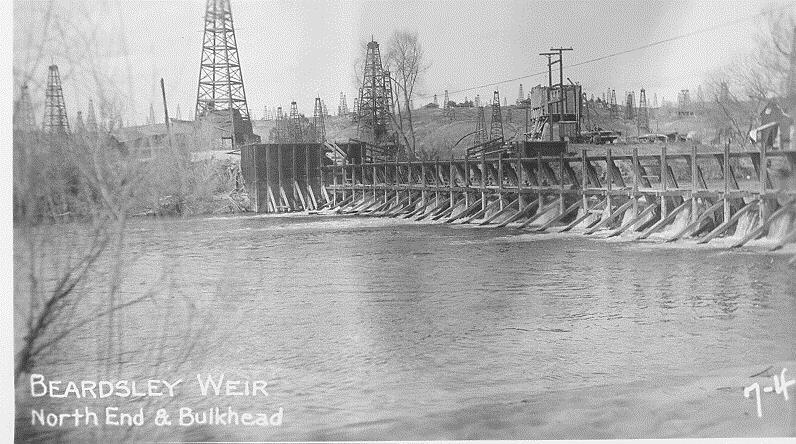 BEARDSLEY WEIR
NORTH END & BULKHEAD
7-4